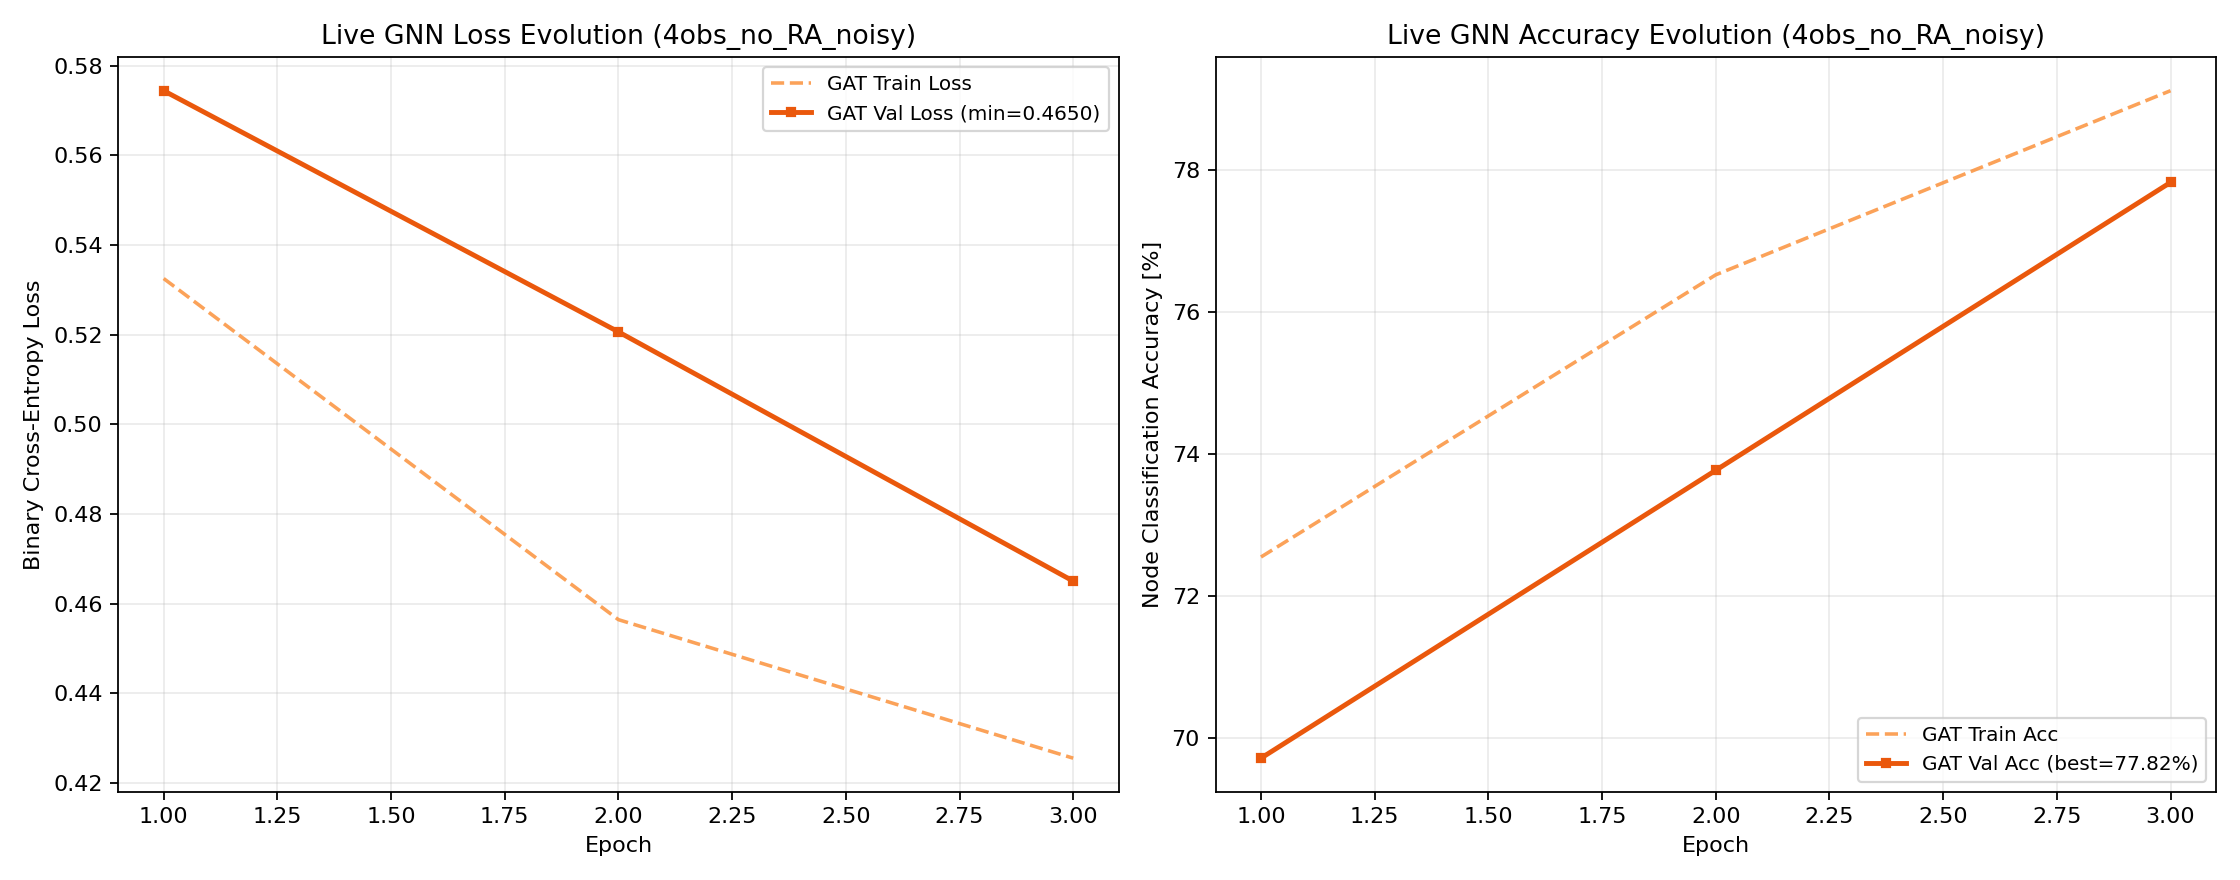 Live GNN Loss Evolution (4obs_no_RA_noisy)
GAT Train Loss
GAT Val Loss (min=0.4650)
Binary Cross-Entropy Loss
0.58
0.56
0.54
0.52
0.50
0.48
0.46
0.44
0.42
1.00 1.25 1.50 1.75 2.00 2.25 2.50 2.75 3.00
Epoch
Live GNN Accuracy Evolution (4obs_no_RA_noisy)
Node Classification Accuracy [%]
78
76
74
72
70
GAT Train Acc
GAT Val Acc (best=77.82%)
1.00 1.25 1.50 1.75 2.00 2.25 2.50 2.75 3.00
Epoch